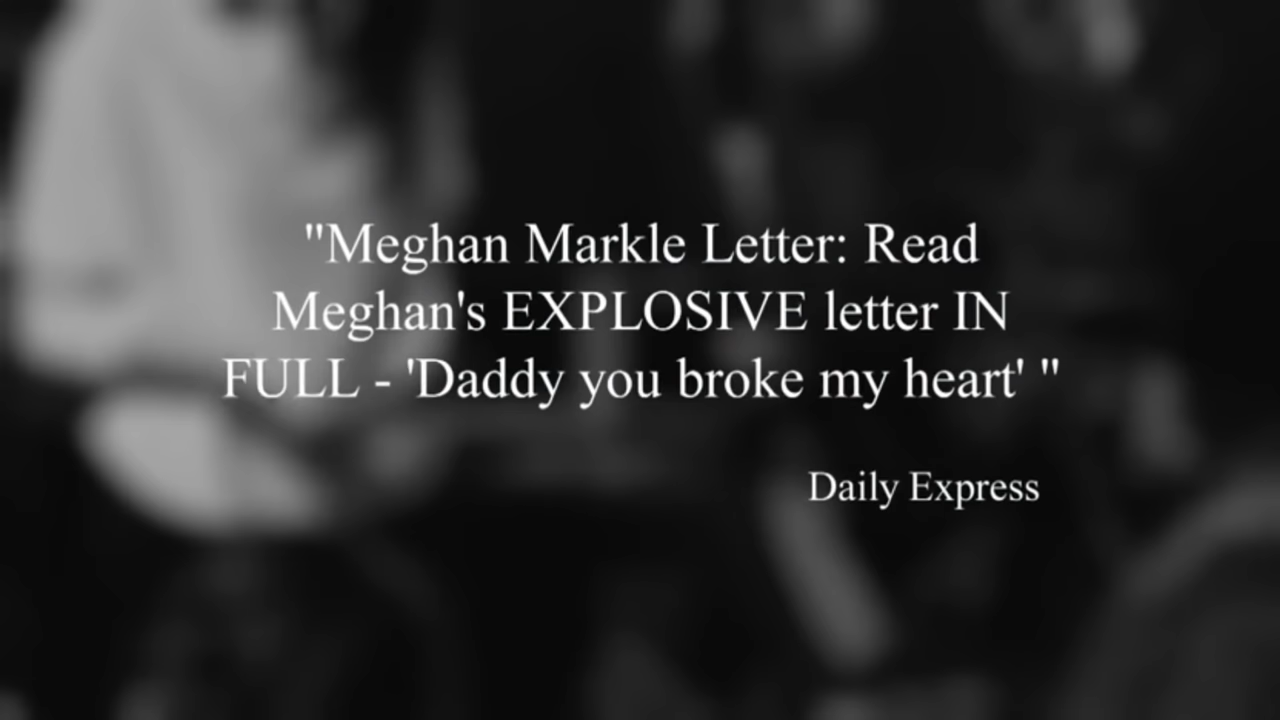 "Meghan Markle Letter: Read
Meghan's EXPLOSIVE letter IN
FULL - 'Daddy you broke my heart' "
Daily Express